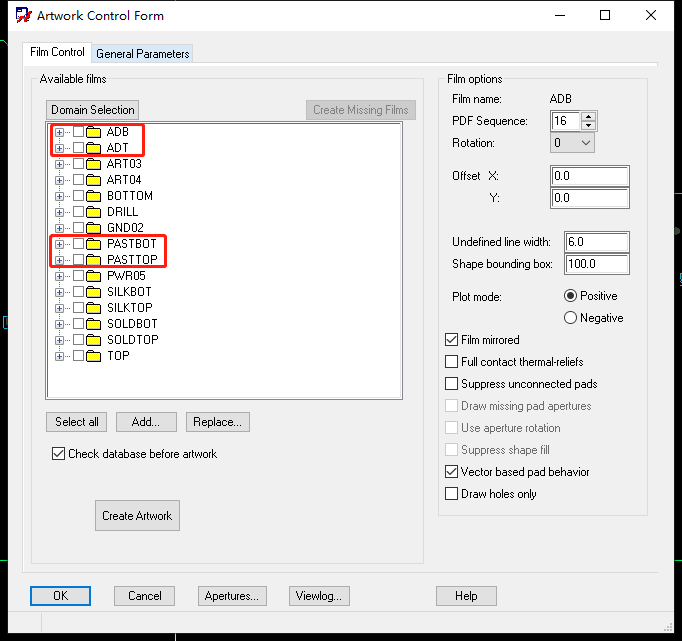 Artwork Control Form
Film Control
General Parameters
Available films
Domain Selection
Create Missing Films
ADB
ADT
ART03
ART04
BOTTOM
DRILL
GND02
PASTBOT
PASTTOP
PWR05
SILKBOT
SILKTOP
SOLDBOT
SOLDTOP
TOP
Select all
Add...
Replace...
Check database before artwork
Create Artwork
Film options
Film name: ADB
PDF Sequence: 16
Rotation: 0
Offset X: 0.0
Y: 0.0
Undefined line width: 6.0
Shape bounding box: 100.0
Plot mode: Positive
Negative
Film mirrored
Full contact thermal-reliefs
Suppress unconnected pads
Draw missing pad apertures
Use aperture rotation
Suppress shape fill
Vector based pad behavior
Draw holes only
OK
Cancel
Apertures...
Viewlog...
Help